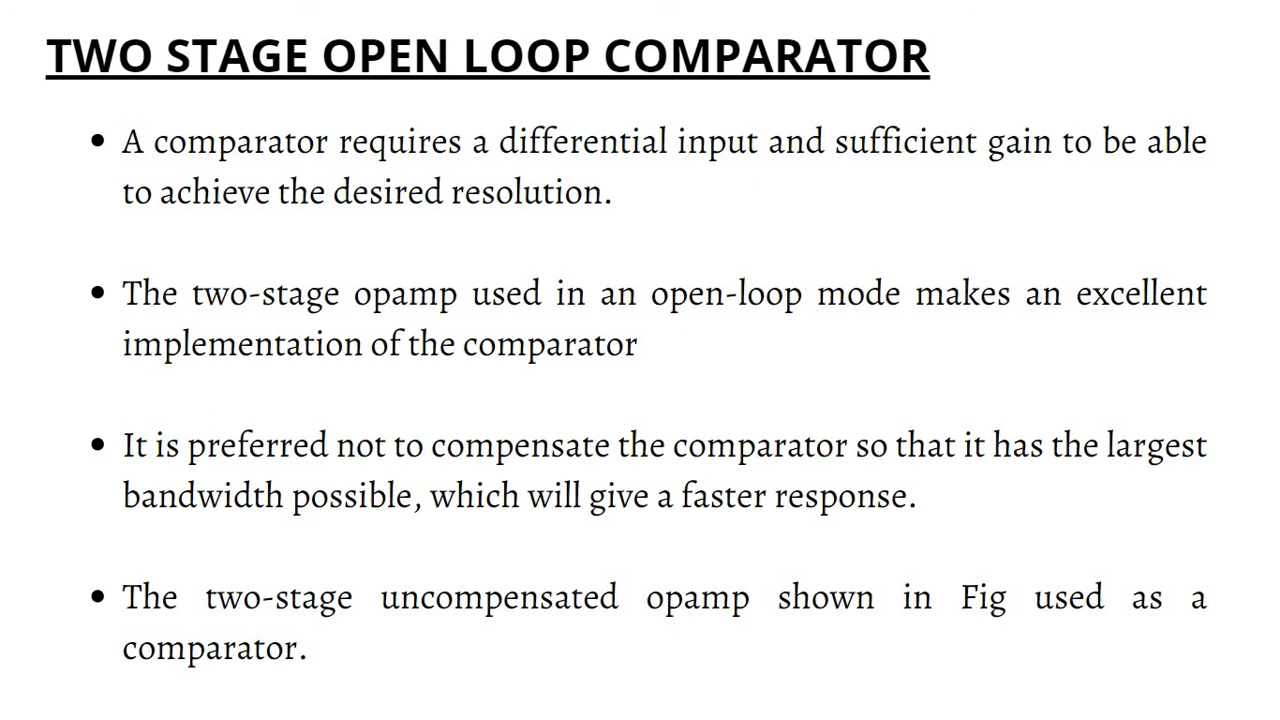 TWO STAGE OPEN LOOP COMPARATOR
• A comparator requires a differential input and sufficient gain to be able
to achieve the desired resolution.
• The two-stage opamp used in an open-loop mode makes an excellent
implementation of the comparator
• It is preferred not to compensate the comparator so that it has the largest
bandwidth possible, which will give a faster response.
• The two-stage uncompensated opamp shown in Fig used as a
comparator.